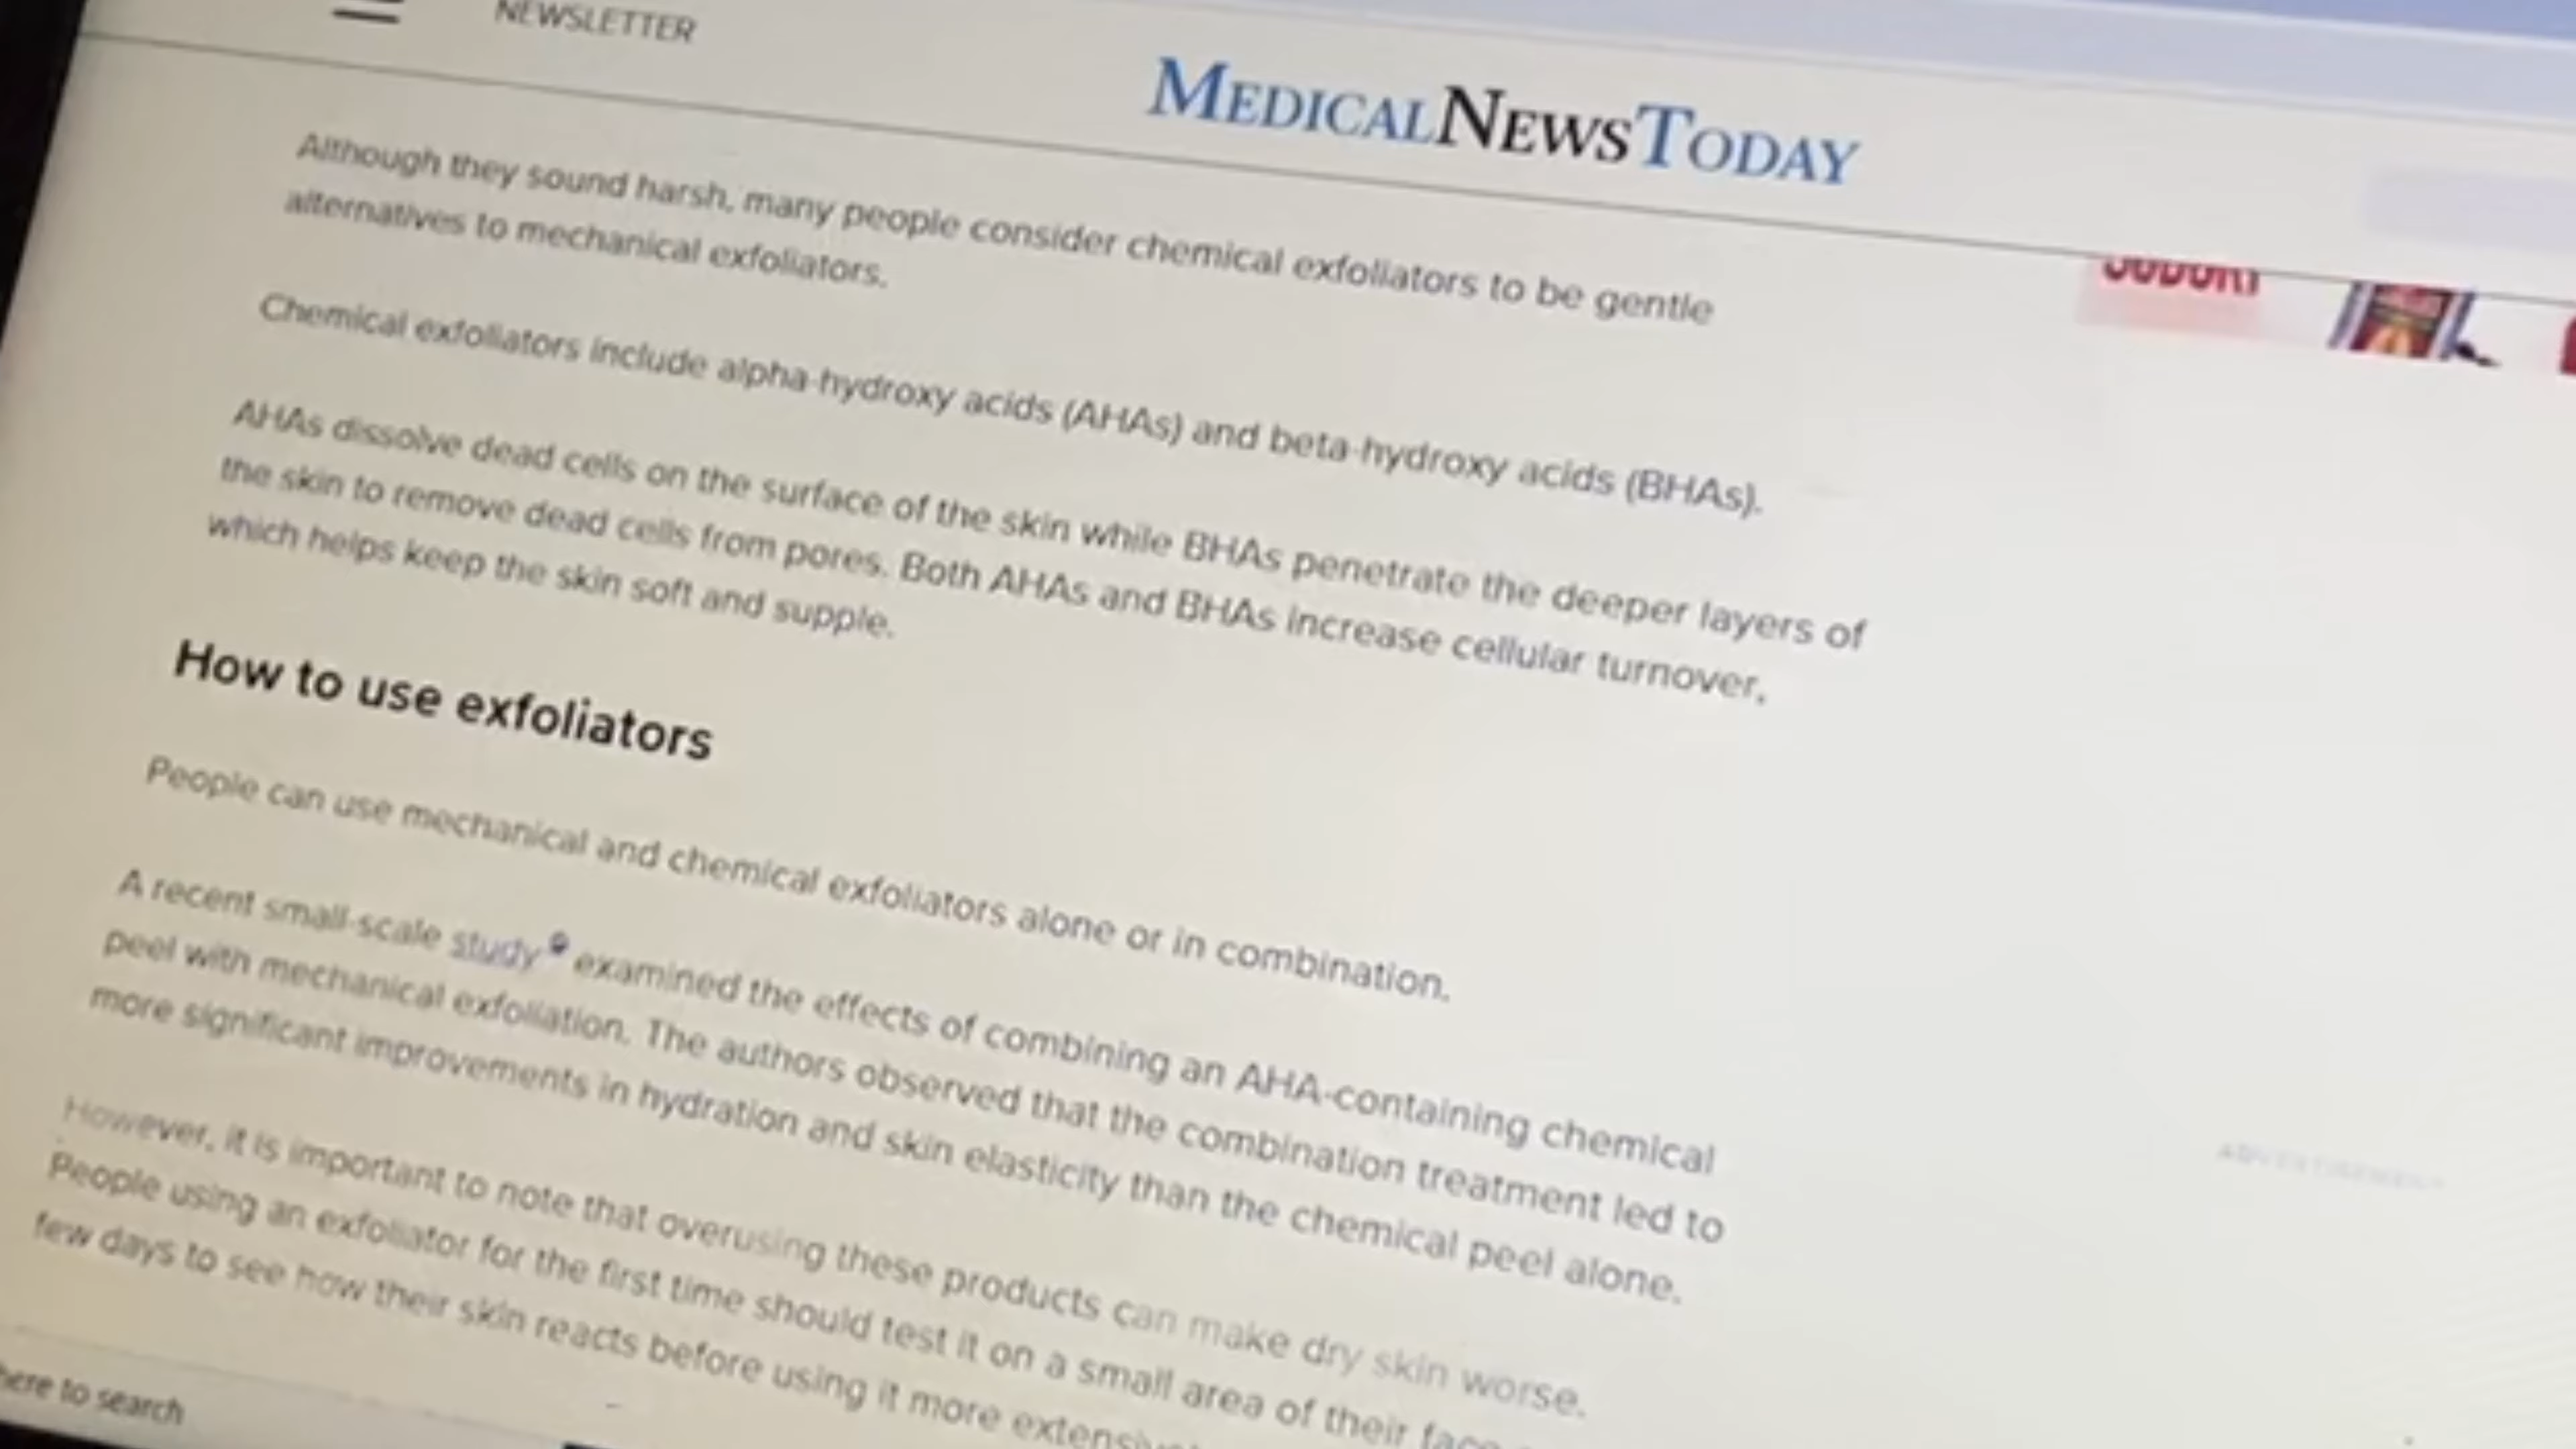 NEWSLETTER
MEDICALNEWSTODAY
Although they sound harsh, many people consider chemical exfoliators to be gentle
alternatives to mechanical exfoliators.
Chemical exfoliators include alpha-hydroxy acids (AHAs) and beta-hydroxy acids (BHAs).
AHAs dissolve dead cells on the surface of the skin while BHAs penetrate the deeper layers of
the skin to remove dead cells from pores. Both AHAs and BHAs increase cellular turnover,
which helps keep the skin soft and supple.
How to use exfoliators
People can use mechanical and chemical exfoliators alone or in combination.
A recent small-scale study examined the effects of combining an AHA-containing chemical
peel with mechanical exfoliation. The authors observed that the combination treatment led to
more significant improvements in hydration and skin elasticity than the chemical peel alone.
However, it is important to note that overusing these products can make dry skin worse.
People using an exfoliator for the first time should test it on a small area of their face
few days to see how their skin reacts before using it more
ADVERTISEMENT
here to search